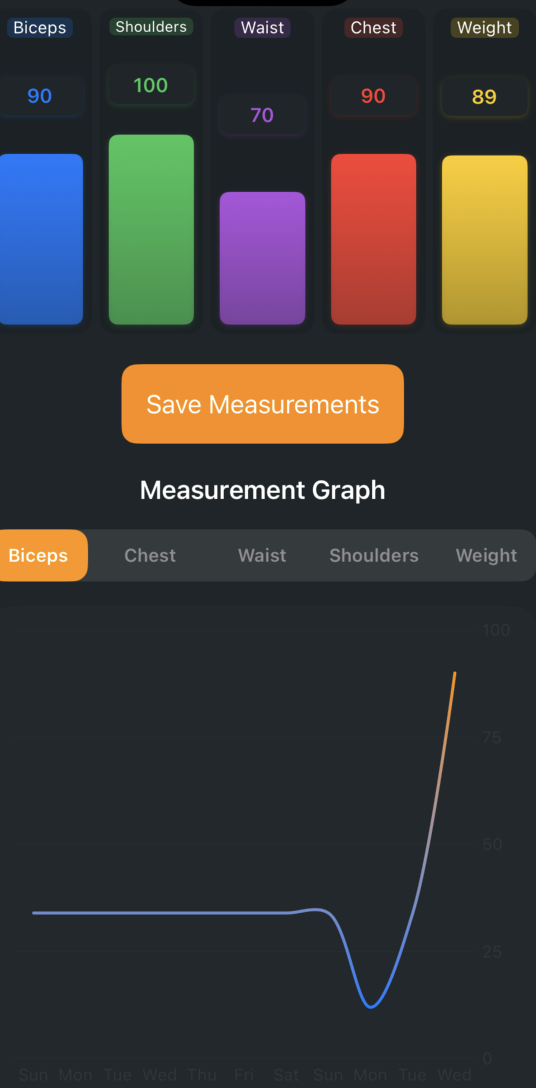 Biceps Shoulders Waist Chest Weight
90 100 70 90 89
Save Measurements
Measurement Graph
Biceps Chest Waist Shoulders Weight
100
75
50
25
0
Sun Mon Tue Wed Thu Fri Sat Sun Mon Tue Wed